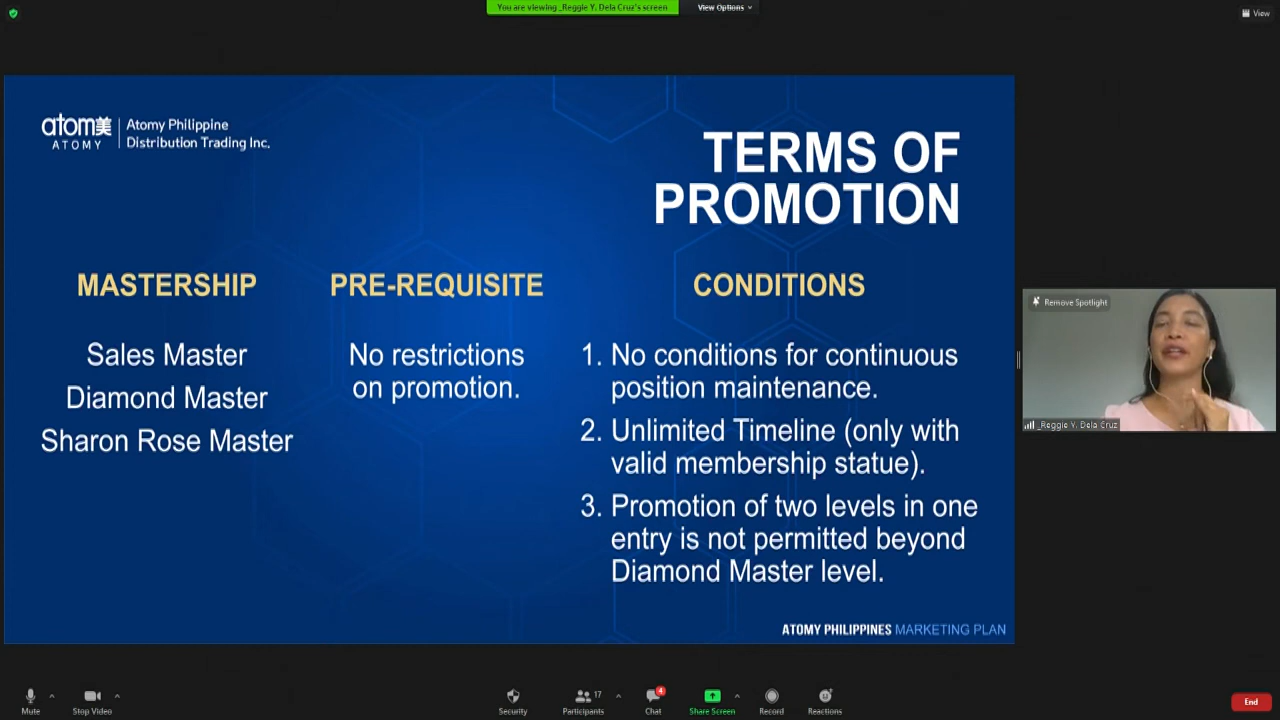 You are viewing _Reggie Y. Dela Cruz's screen
View Options
View
atom美
ATOMY
Atomy Philippine
Distribution Trading Inc.
TERMS OF
PROMOTION
MASTERSHIP
PRE-REQUISITE
CONDITIONS
Sales Master
Diamond Master
Sharon Rose Master
No restrictions
on promotion.
1. No conditions for continuous
position maintenance.
2. Unlimited Timeline (only with
valid membership statue).
3. Promotion of two levels in one
entry is not permitted beyond
Diamond Master level.
ATOMY PHILIPPINES MARKETING PLAN
Remove Spotlight
_Reggie Y. Dela Cruz
Mute
Stop Video
Security
Participants
17
Chat
4
Share Screen
Record
Reactions
End